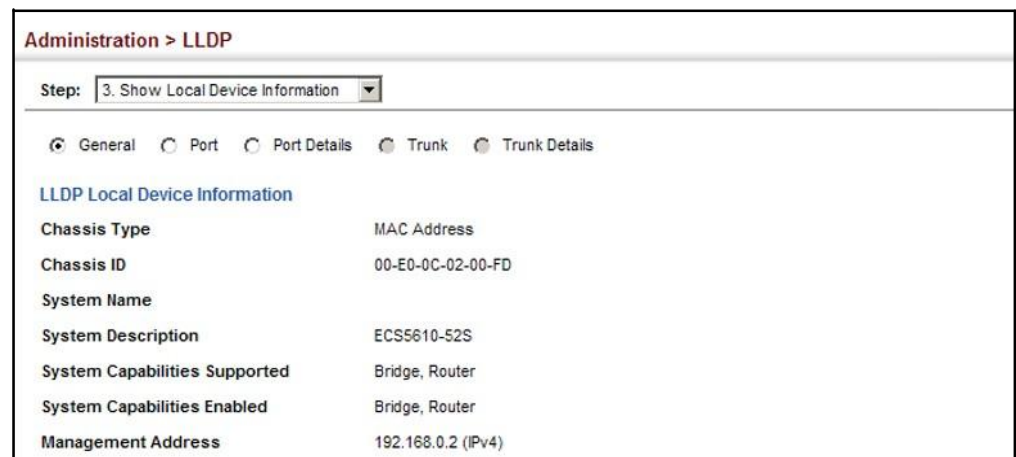 Administration > LLDP
Step: 3. Show Local Device Information
General Port Port Details Trunk Trunk Details
LLDP Local Device Information
Chassis Type MAC Address
Chassis ID 00-E0-0C-02-00-FD
System Name
System Description ECS5610-52S
System Capabilities Supported Bridge, Router
System Capabilities Enabled Bridge, Router
Management Address 192.168.0.2 (IPv4)